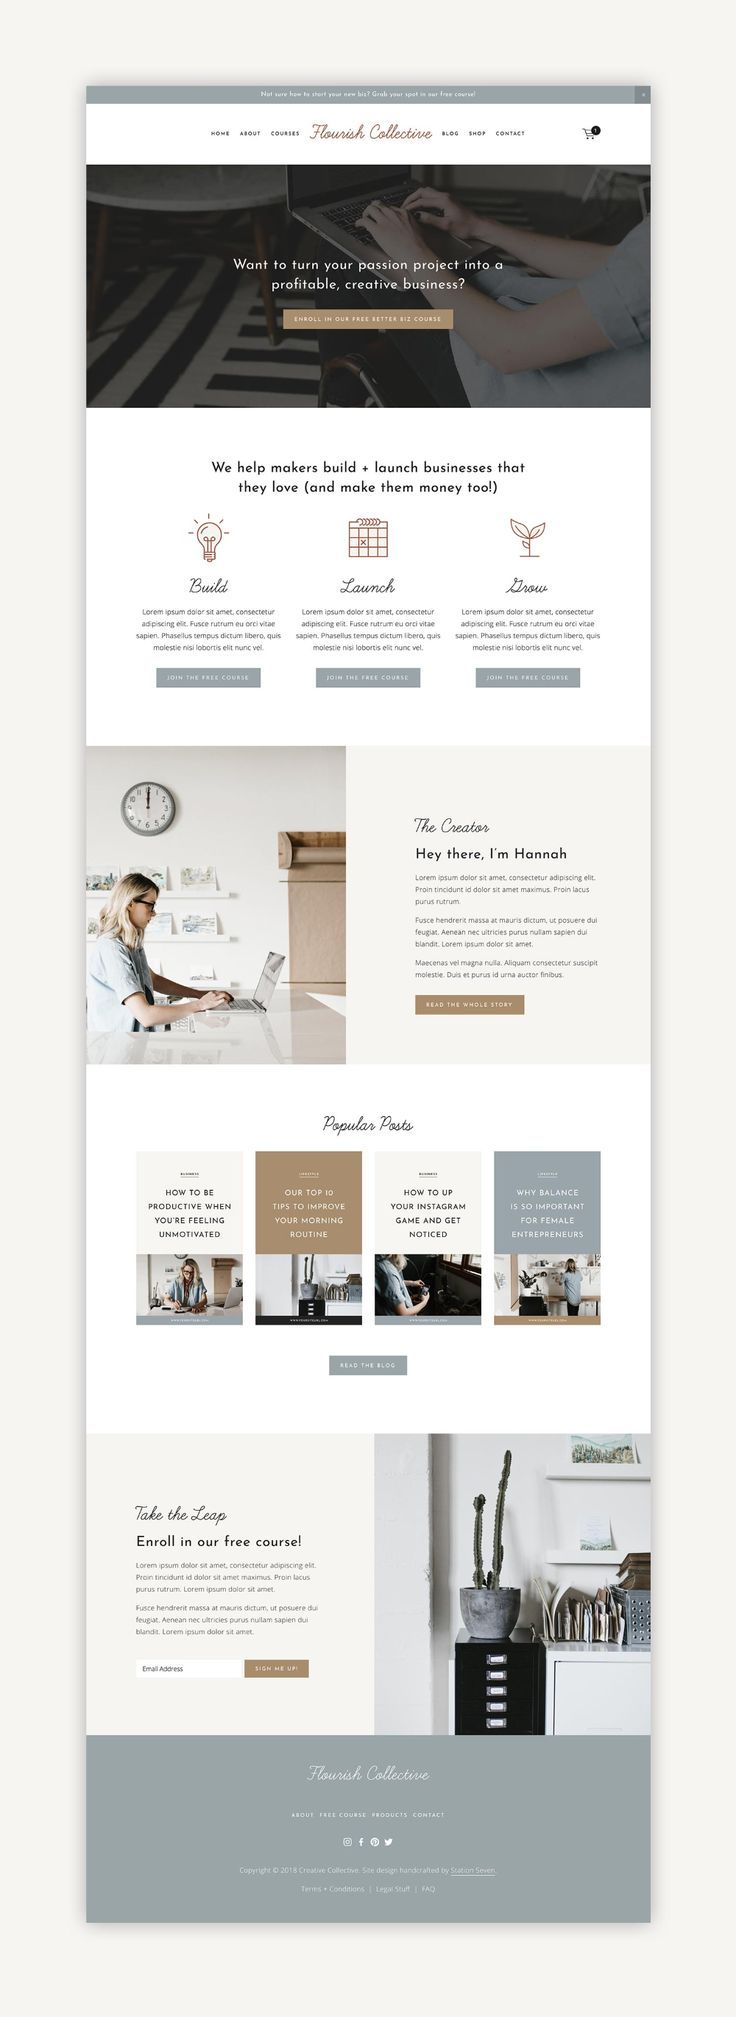 Not sure how to start your new biz? Grab your spot in our free course!
x
HOME ABOUT COURSES Flourish Collective BLOG SHOP CONTACT
1
Want to turn your passion project into a
profitable, creative business?
ENROLL IN OUR FREE BETTER BIZ COURSE
We help makers build + launch businesses that
they love (and make them money too!)
Build
Lorem ipsum dolor sit amet, consectetur
adipiscing elit. Fusce rutrum eu orci vitae
sapien. Phasellus tempus dictum libero, quis
molestie nisi lobortis elit nunc vel.
JOIN THE FREE COURSE
Launch
Lorem ipsum dolor sit amet, consectetur
adipiscing elit. Fusce rutrum eu orci vitae
sapien. Phasellus tempus dictum libero, quis
molestie nisi lobortis elit nunc vel.
JOIN THE FREE COURSE
Grow
Lorem ipsum dolor sit amet, consectetur
adipiscing elit. Fusce rutrum eu orci vitae
sapien. Phasellus tempus dictum libero, quis
molestie nisi lobortis elit nunc vel.
JOIN THE FREE COURSE
The Creator
Hey there, I'm Hannah
Lorem ipsum dolor sit amet, consectetur adipiscing elit.
Proin tincidunt id dolor sit amet maximus. Proin lacus
purus rutrum.
Fusce hendrerit massa at mauris dictum, ut posuere dui
feugiat. Aenean nec ultricies purus nullam sapien dui
blandit. Lorem ipsum dolor sit amet.
Maecenas vel magna nulla. Aliquam consectetur suscipit
molestie. Duis et purus id urna auctor finibus.
READ THE WHOLE STORY
Popular Posts
BUSINESS
HOW TO BE
PRODUCTIVE WHEN
YOU'RE FEELING
UNMOTIVATED
WWW.YOURSITEURL.COM
LIFESTYLE
OUR TOP 10
TIPS TO IMPROVE
YOUR MORNING
ROUTINE
WWW.YOURSITEURL.COM
BUSINESS
HOW TO UP
YOUR INSTAGRAM
GAME AND GET
NOTICED
WWW.YOURSITEURL.COM
LIFESTYLE
WHY BALANCE
IS SO IMPORTANT
FOR FEMALE
ENTREPRENEURS
WWW.YOURSITEURL.COM
READ THE BLOG
Take the Leap
Enroll in our free course!
Lorem ipsum dolor sit amet, consectetur adipiscing elit.
Proin tincidunt id dolor sit amet maximus. Proin lacus
purus rutrum. Lorem ipsum dolor sit amet.
Fusce hendrerit massa at mauris dictum, ut posuere dui
feugiat. Aenean nec ultricies purus nullam sapien dui
blandit. Lorem ipsum dolor sit amet.
Email Address SIGN ME UP!
Flourish Collective
ABOUT FREE COURSE PRODUCTS CONTACT
Copyright © 2018 Creative Collective. Site design handcrafted by Station Seven.
Terms + Conditions | Legal Stuff | FAQ